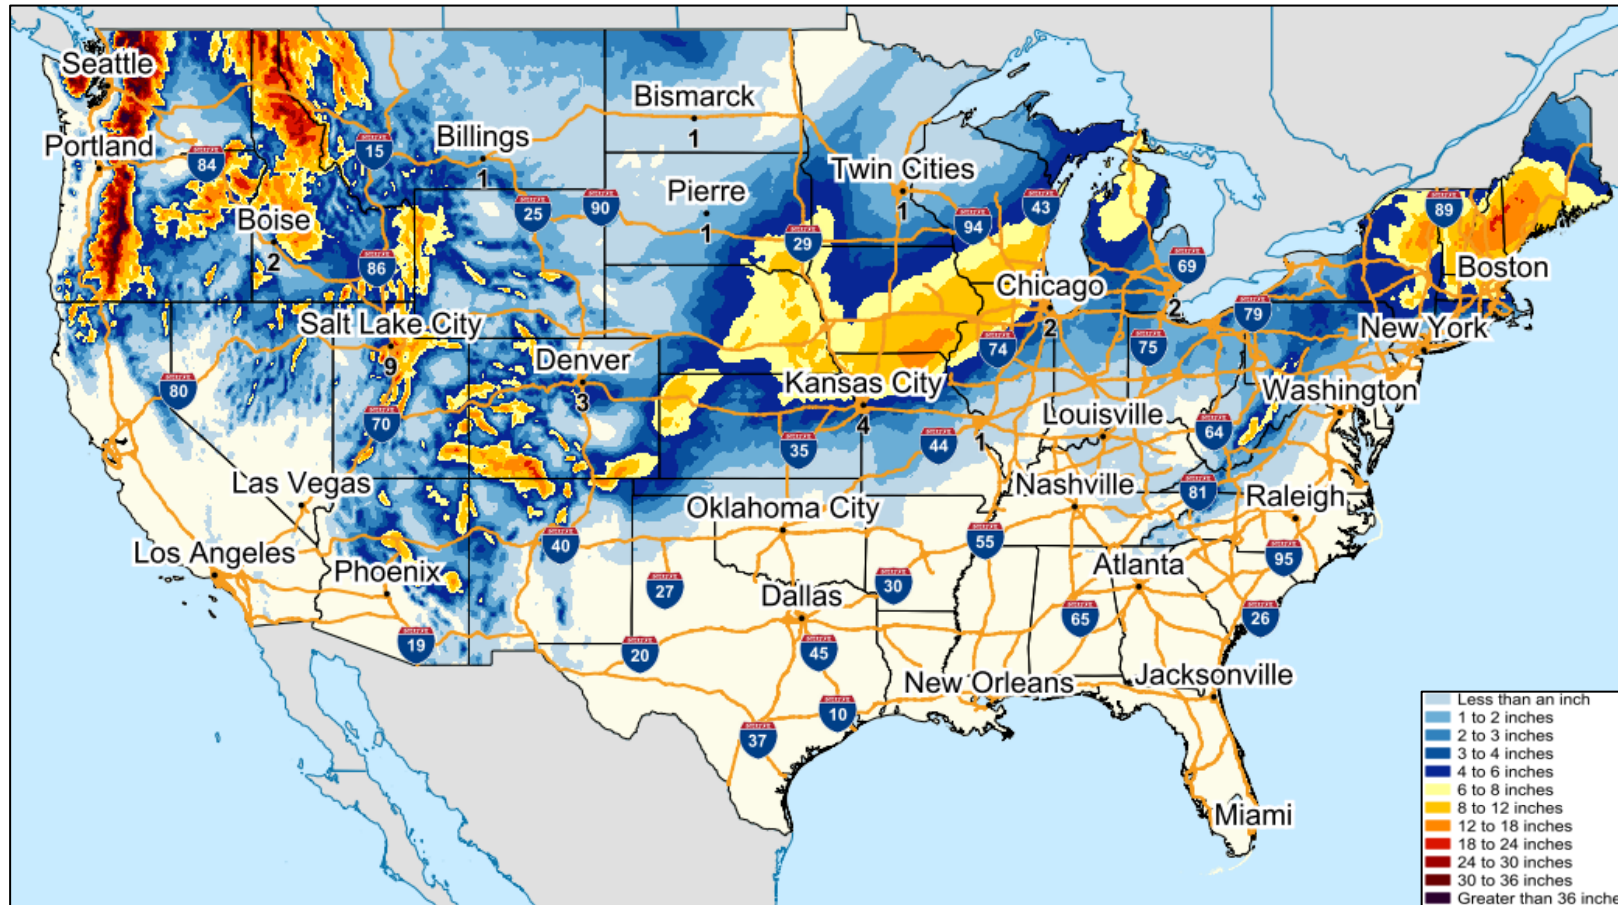 Seattle
Portland
84
15
Billings
1
Bismarck
1
Twin Cities
1
Pierre
1
25
90
29
94
43
89
Boston
Boise
2
86
69
Chicago
2
2
79
New York
Salt Lake City
9
80
70
Denver
3
74
75
Kansas City
4
Washington
Louisville
64
35
44
1
Las Vegas
Nashville
81
Raleigh
Oklahoma City
Los Angeles
Phoenix
40
55
95
Atlanta
27
30
Dallas
65
26
19
20
45
New Orleans
Jacksonville
10
37
Miami
Less than an inch
1 to 2 inches
2 to 3 inches
3 to 4 inches
4 to 6 inches
6 to 8 inches
8 to 12 inches
12 to 18 inches
18 to 24 inches
24 to 30 inches
30 to 36 inches
Greater than 36 inche